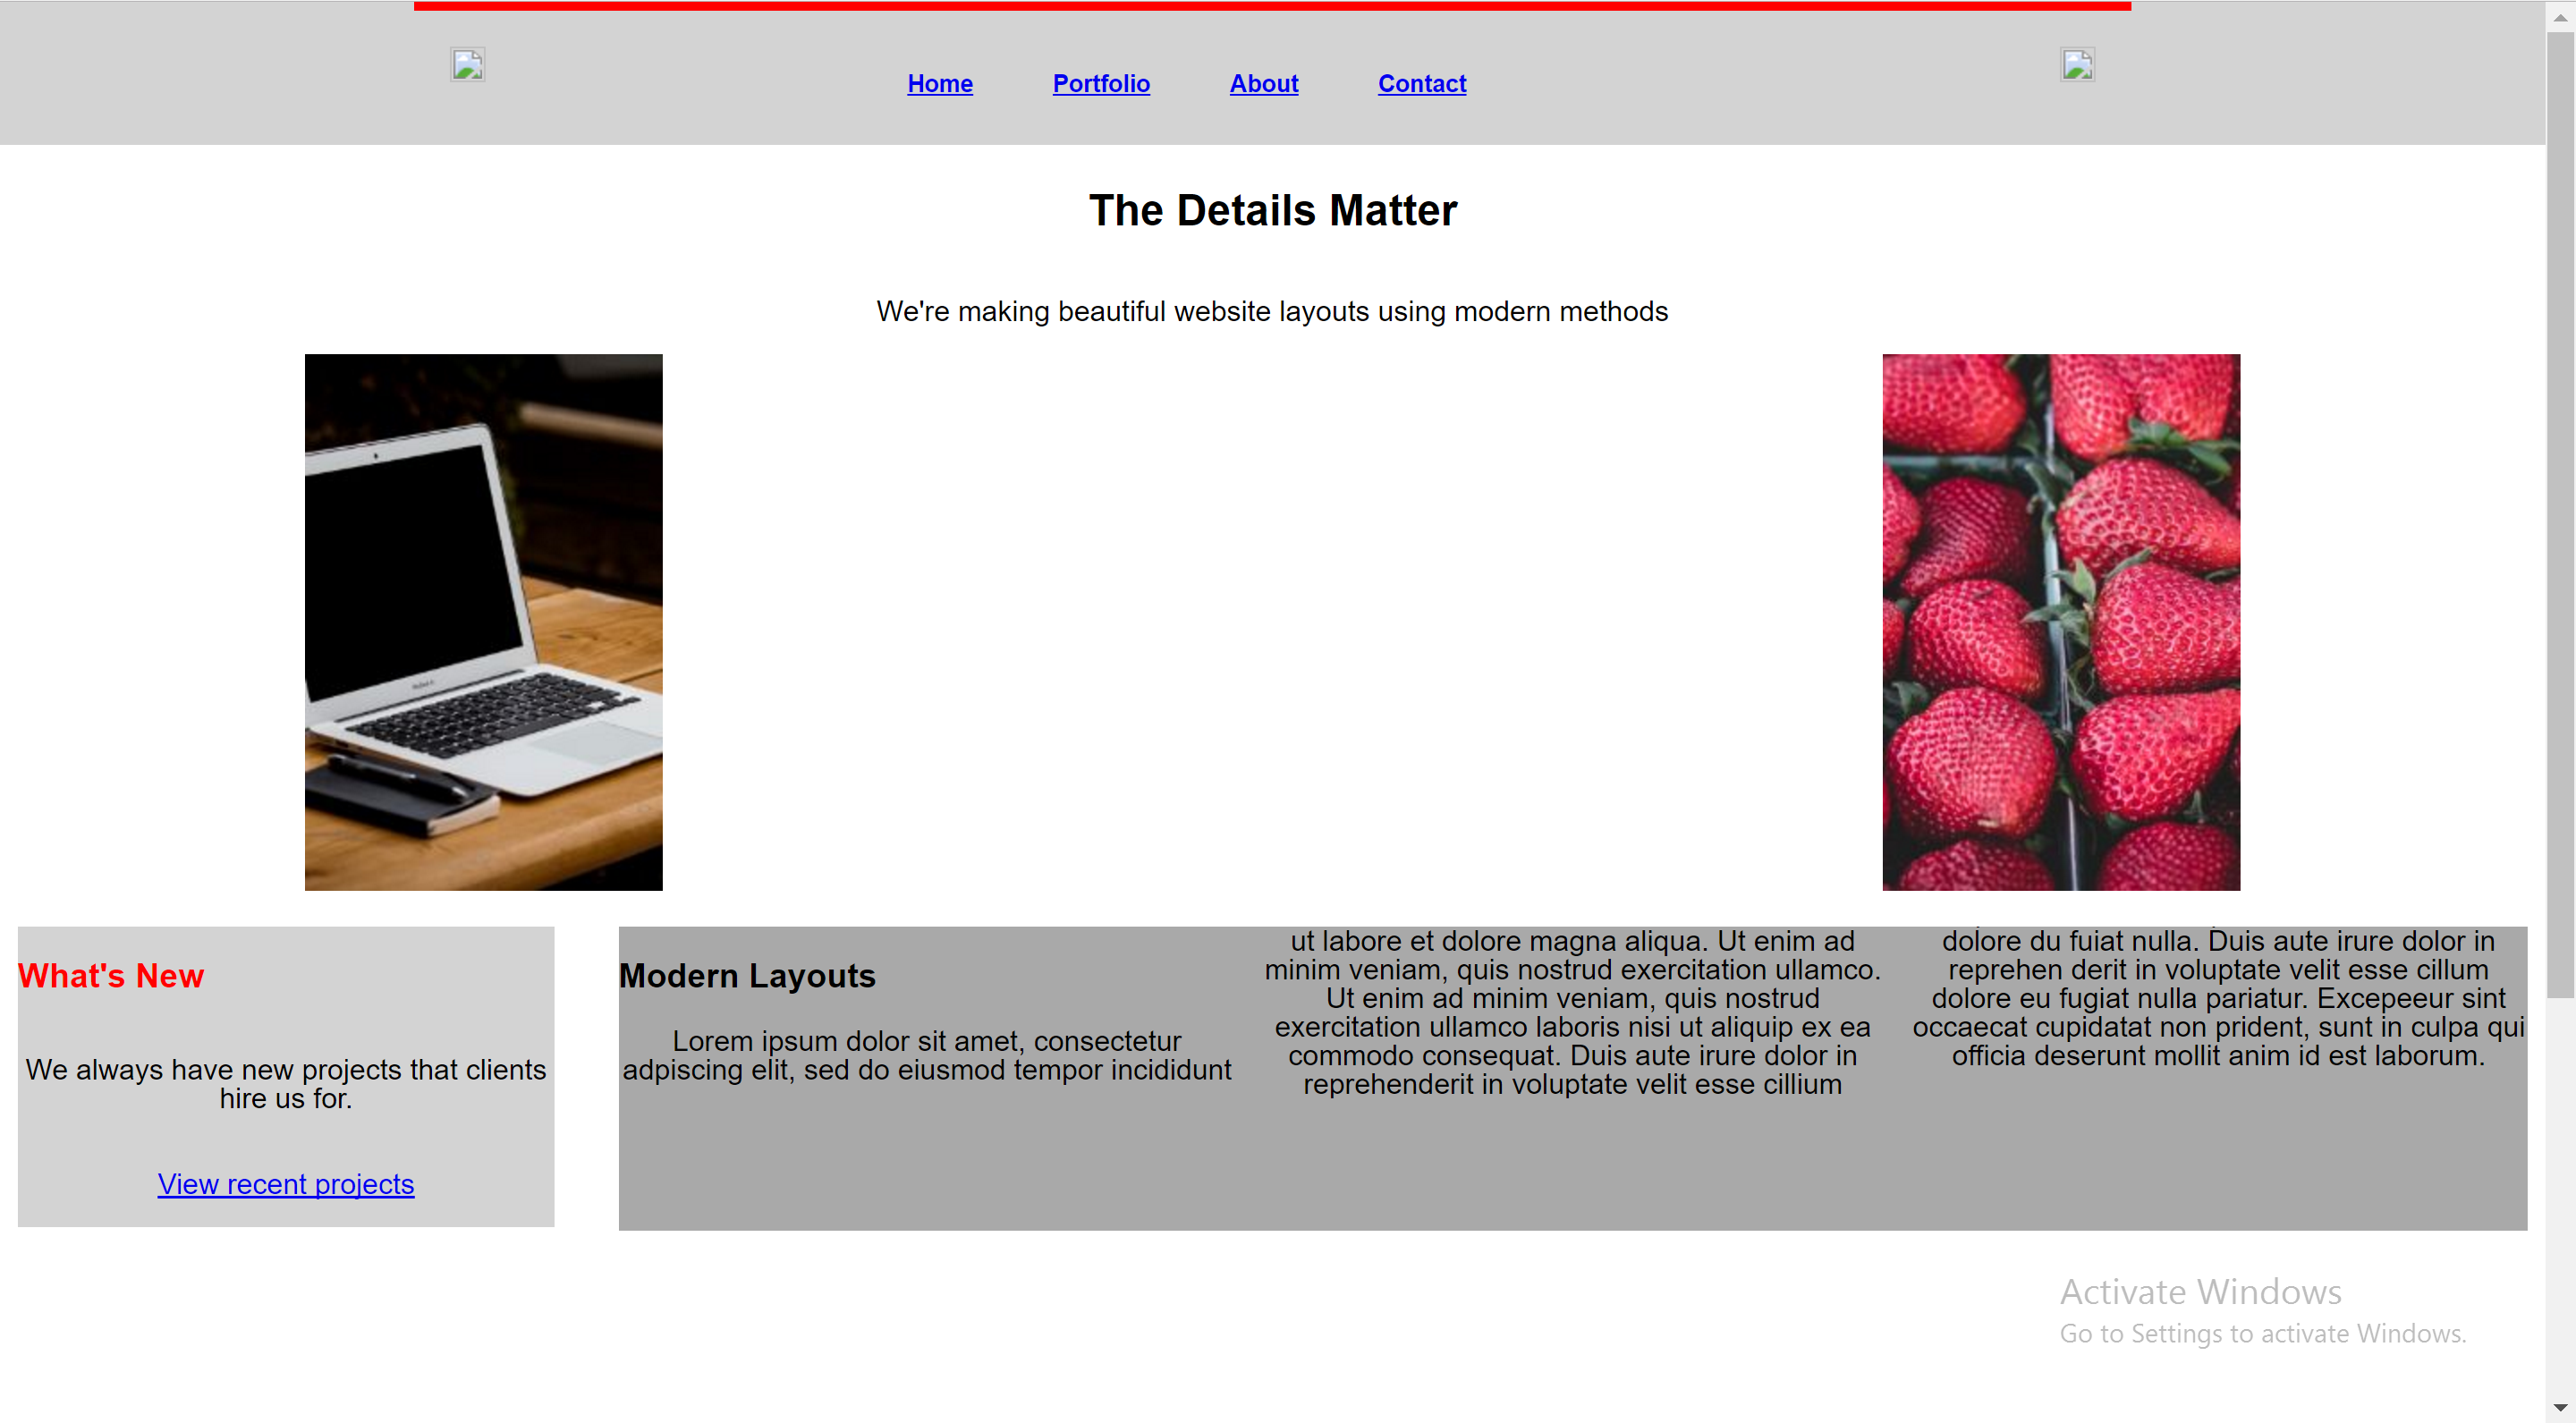 Home Portfolio About Contact
The Details Matter
We're making beautiful website layouts using modern methods
What's New
We always have new projects that clients
hire us for.
View recent projects
Modern Layouts
Lorem ipsum dolor sit amet, consectetur
adpiscing elit, sed do eiusmod tempor incididunt
ut labore et dolore magna aliqua. Ut enim ad
minim veniam, quis nostrud exercitation ullamco.
Ut enim ad minim veniam, quis nostrud
exercitation ullamco laboris nisi ut aliquip ex ea
commodo consequat. Duis aute irure dolor in
reprehenderit in voluptate velit esse cillium
dolore du fuiat nulla. Duis aute irure dolor in
reprehen derit in voluptate velit esse cillum
dolore eu fugiat nulla pariatur. Excepeeur sint
occaecat cupidatat non prident, sunt in culpa qui
officia deserunt mollit anim id est laborum.
Activate Windows
Go to Settings to activate Windows.